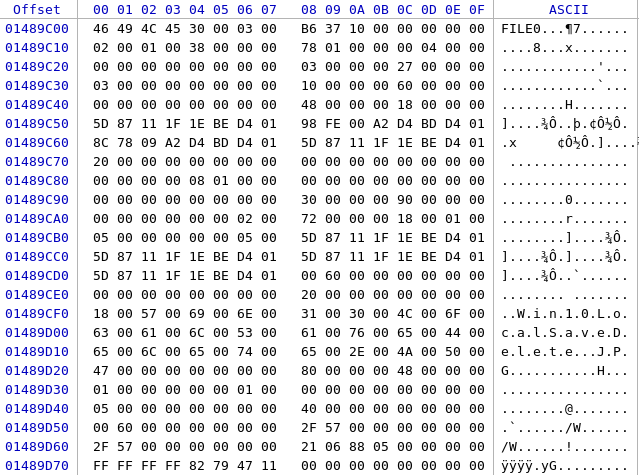 Offset 00 01 02 03 04 05 06 07 08 09 0A 0B 0C 0D 0E 0F ASCII
01489C00 46 49 4C 45 30 00 03 00 B6 37 10 00 00 00 00 00 FILE0...¶7......
01489C10 02 00 01 00 38 00 00 00 78 01 00 00 00 04 00 00 ....8...x.......
01489C20 00 00 00 00 00 00 00 00 03 00 00 00 27 00 00 00 ............'...
01489C30 03 00 00 00 00 00 00 00 10 00 00 00 60 00 00 00 ............`...
01489C40 00 00 00 00 00 00 00 00 48 00 00 00 18 00 00 00 ........H.......
01489C50 5D 87 11 1F 1E BE D4 01 98 FE 00 A2 D4 BD D4 01 ]....¾Ô..þ.¢Ô½Ô.
01489C60 8C 78 09 A2 D4 BD D4 01 5D 87 11 1F 1E BE D4 01 .x ¢Ô½Ô.]....¾
01489C70 20 00 00 00 00 00 00 00 00 00 00 00 00 00 00 00 ...............
01489C80 00 00 00 00 08 01 00 00 00 00 00 00 00 00 00 00 ................
01489C90 00 00 00 00 00 00 00 00 30 00 00 00 90 00 00 00 ........0.......
01489CA0 00 00 00 00 00 00 02 00 72 00 00 00 18 00 01 00 ........r.......
01489CB0 05 00 00 00 00 00 05 00 5D 87 11 1F 1E BE D4 01 ........]....¾Ô.
01489CC0 5D 87 11 1F 1E BE D4 01 5D 87 11 1F 1E BE D4 01 ]....¾Ô.]....¾Ô.
01489CD0 5D 87 11 1F 1E BE D4 01 00 60 00 00 00 00 00 00 ]....¾Ô..`......
01489CE0 00 00 00 00 00 00 00 00 20 00 00 00 00 00 00 00 ........ .......
01489CF0 18 00 57 00 69 00 6E 00 31 00 30 00 4C 00 6F 00 ..W.i.n.1.0.L.o.
01489D00 63 00 61 00 6C 00 53 00 61 00 76 00 65 00 44 00 c.a.l.S.a.v.e.D.
01489D10 65 00 6C 00 65 00 74 00 65 00 2E 00 4A 00 50 00 e.l.e.t.e...J.P.
01489D20 47 00 00 00 00 00 00 00 80 00 00 00 48 00 00 00 G...........H...
01489D30 01 00 00 00 00 00 01 00 00 00 00 00 00 00 00 00 ................
01489D40 05 00 00 00 00 00 00 00 40 00 00 00 00 00 00 00 ........@.......
01489D50 00 60 00 00 00 00 00 00 2F 57 00 00 00 00 00 00 .`....../W......
01489D60 2F 57 00 00 00 00 00 00 21 06 88 05 00 00 00 00 /W......!.......
01489D70 FF FF FF FF 82 79 47 11 00 00 00 00 00 00 00 00 ÿÿÿÿ.yG.........